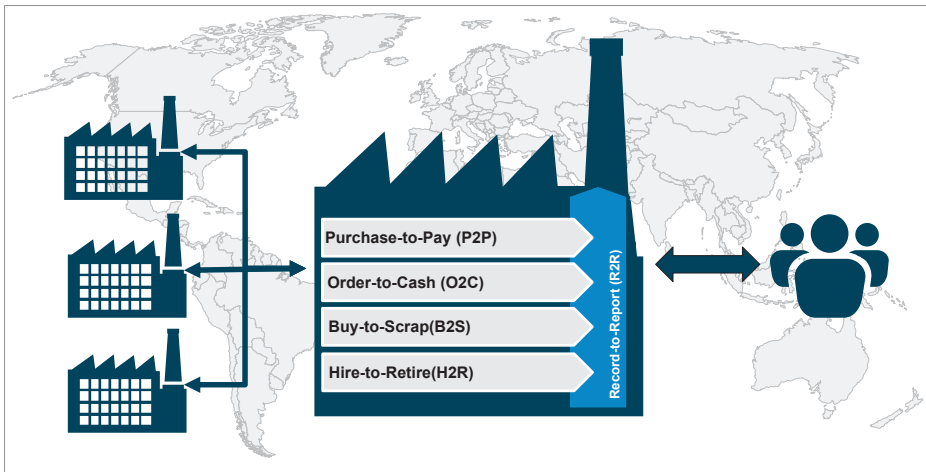 Purchase-to-Pay (P2P)
Order-to-Cash (O2C)
Buy-to-Scrap(B2S)
Hire-to-Retire(H2R)
Record-to-Report (R2R)